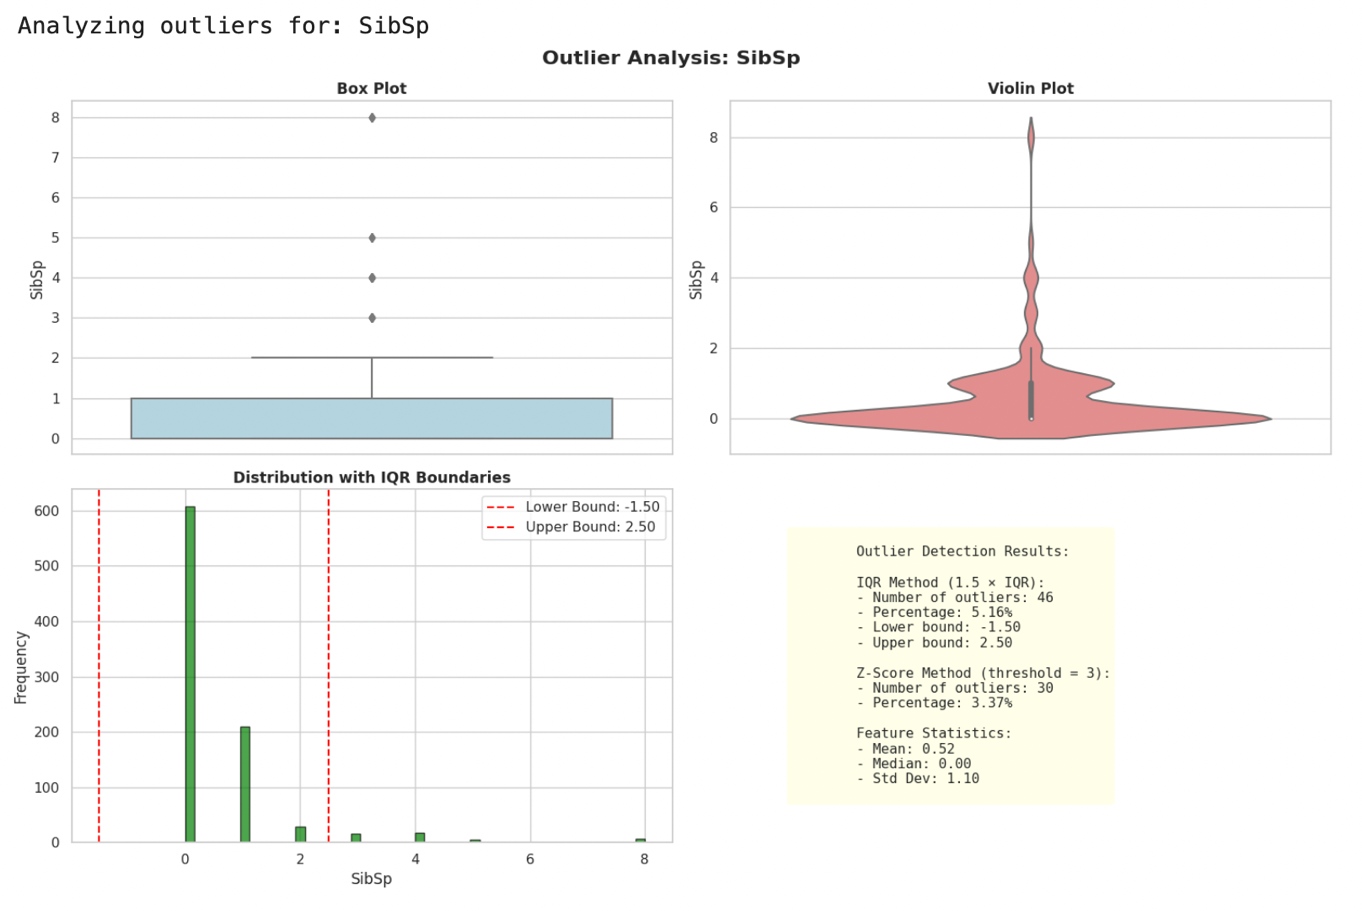 Analyzing outliers for: SibSp
Outlier Analysis: SibSp
Box Plot
8
7
6
5
4
3
2
1
0
SibSp
Violin Plot
8
6
4
2
0
SibSp
Distribution with IQR Boundaries
600
500
400
300
200
100
0
Frequency
Lower Bound: -1.50
Upper Bound: 2.50
0 2 4 6 8
SibSp
Outlier Detection Results:
IQR Method (1.5 × IQR):
- Number of outliers: 46
- Percentage: 5.16%
- Lower bound: -1.50
- Upper bound: 2.50
Z-Score Method (threshold = 3):
- Number of outliers: 30
- Percentage: 3.37%
Feature Statistics:
- Mean: 0.52
- Median: 0.00
- Std Dev: 1.10